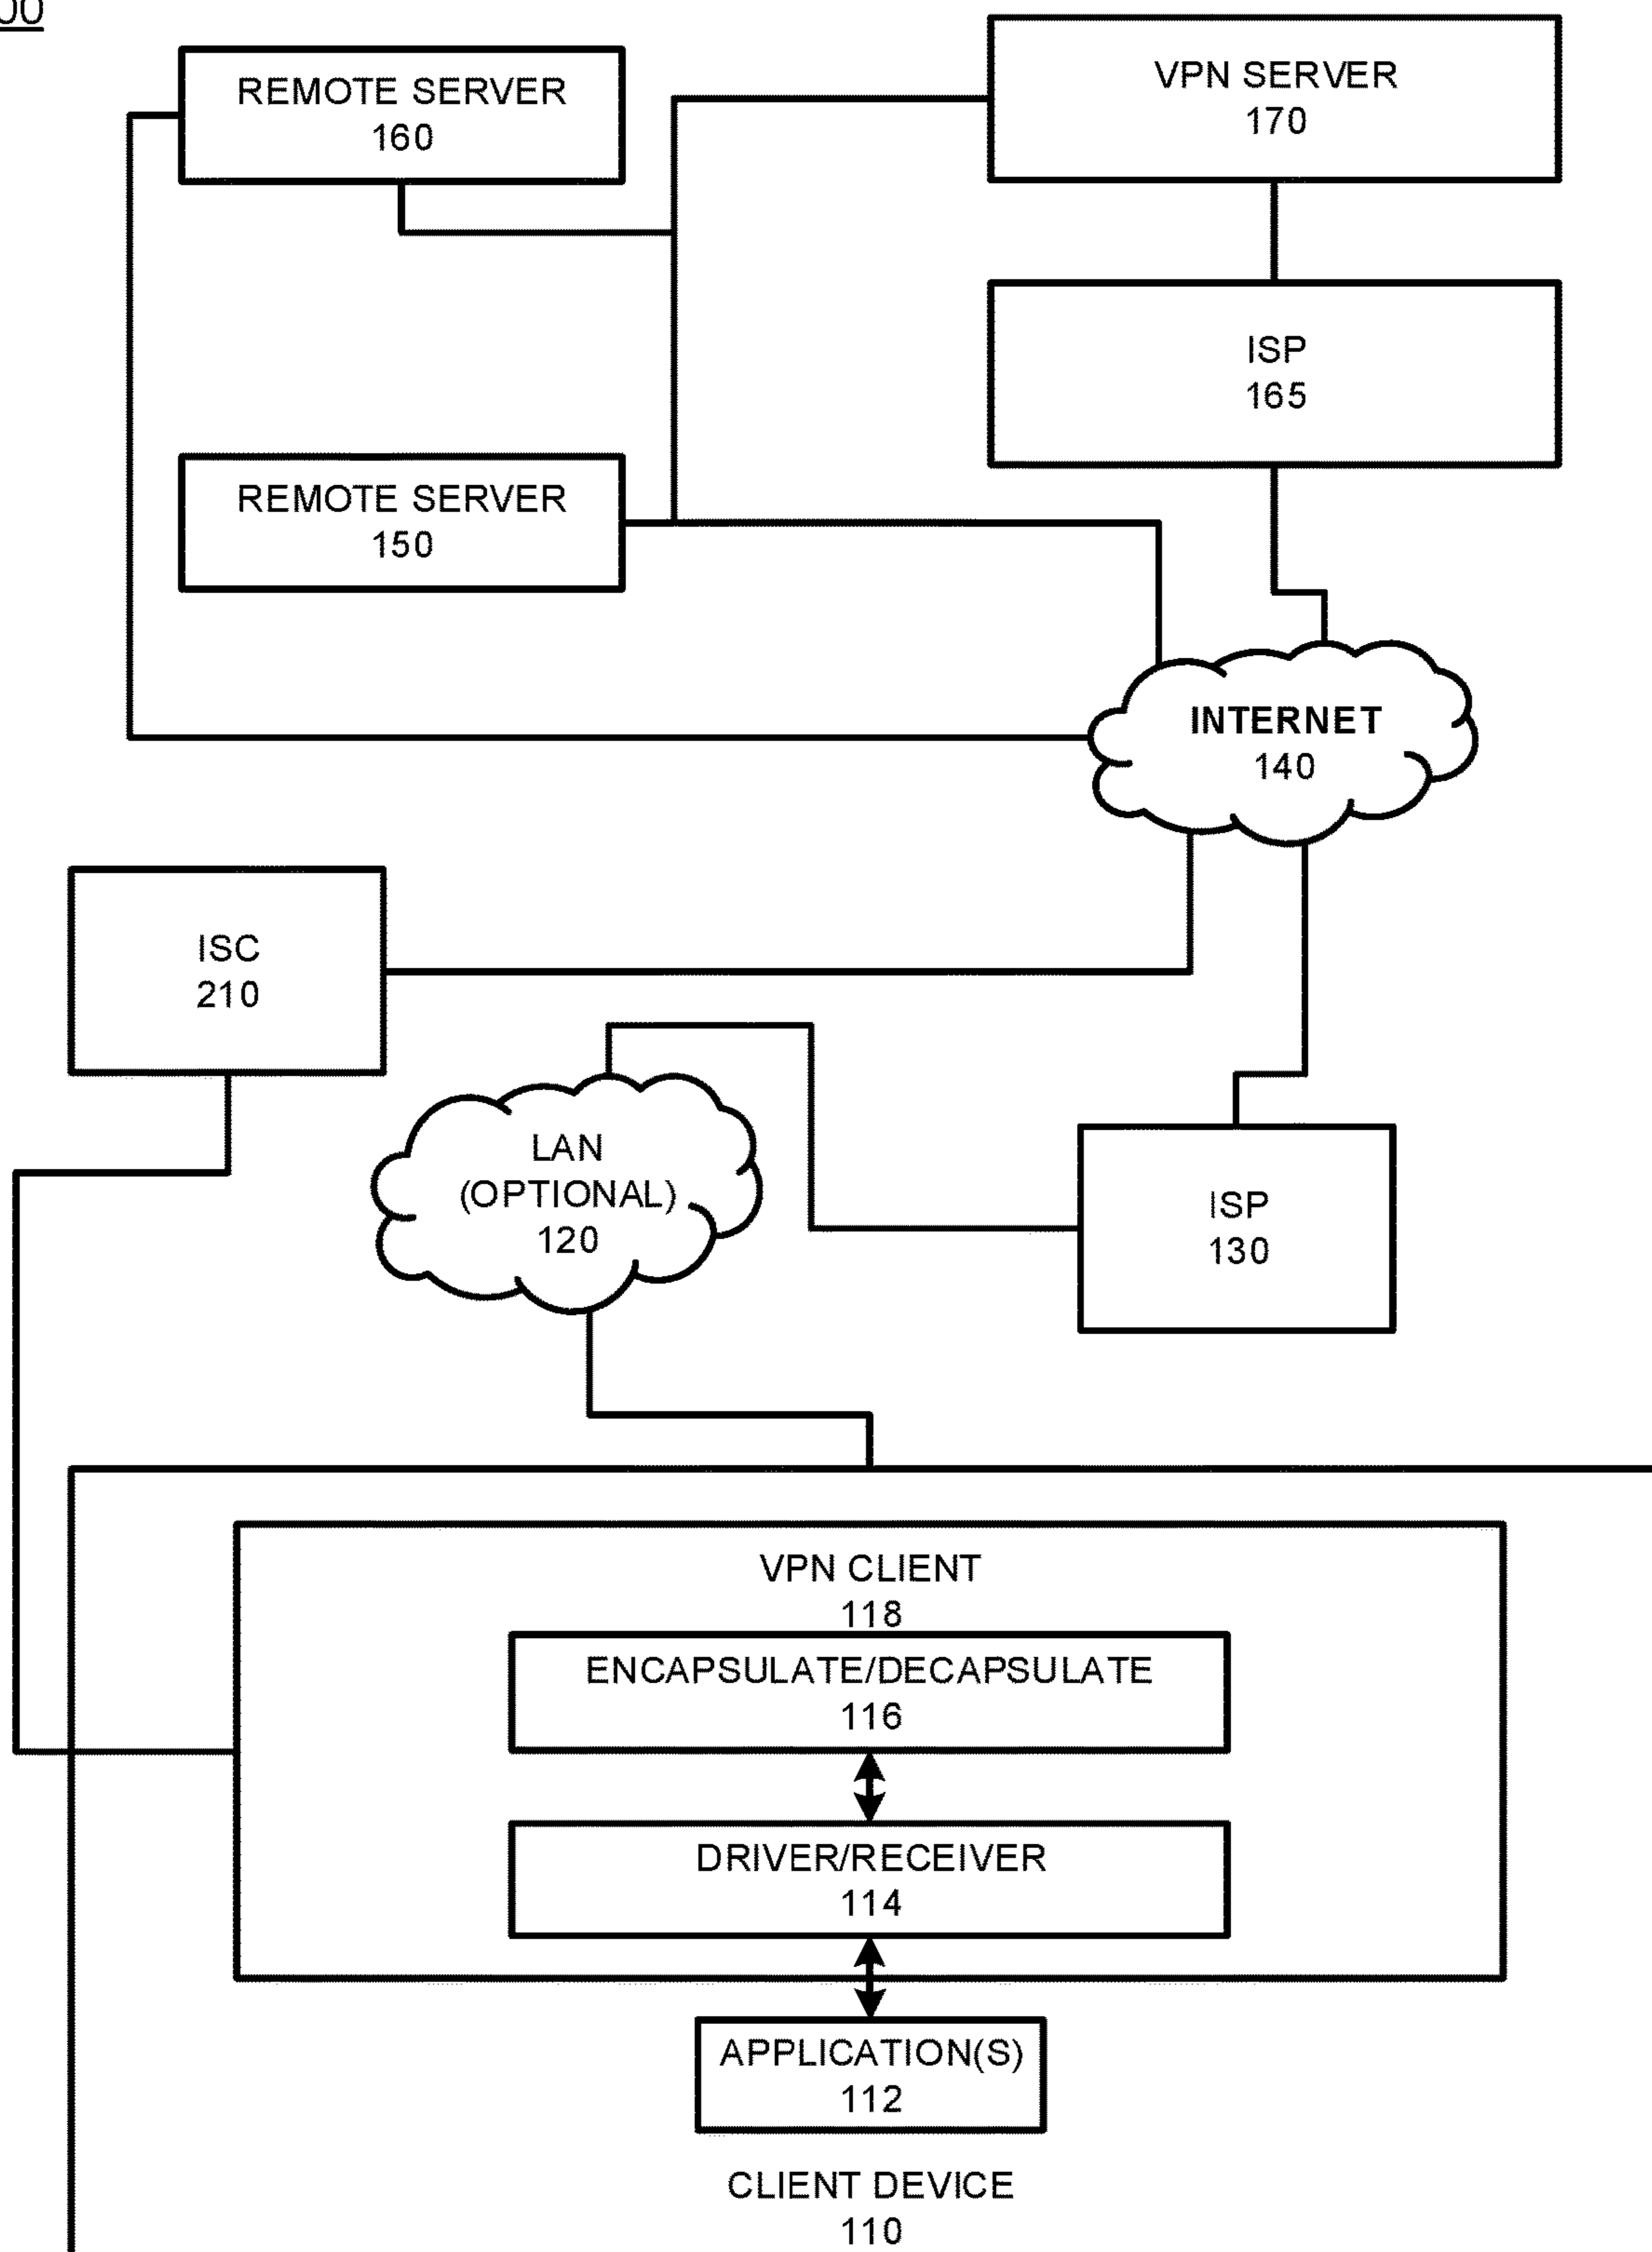 00
REMOTE SERVER
160
VPN SERVER
170
ISP
165
REMOTE SERVER
150
INTERNET
140
ISC
210
LAN
(OPTIONAL)
120
ISP
130
VPN CLIENT
118
ENCAPSULATE/DECAPSULATE
116
DRIVER/RECEIVER
114
APPLICATION(S)
112
CLIENT DEVICE
110